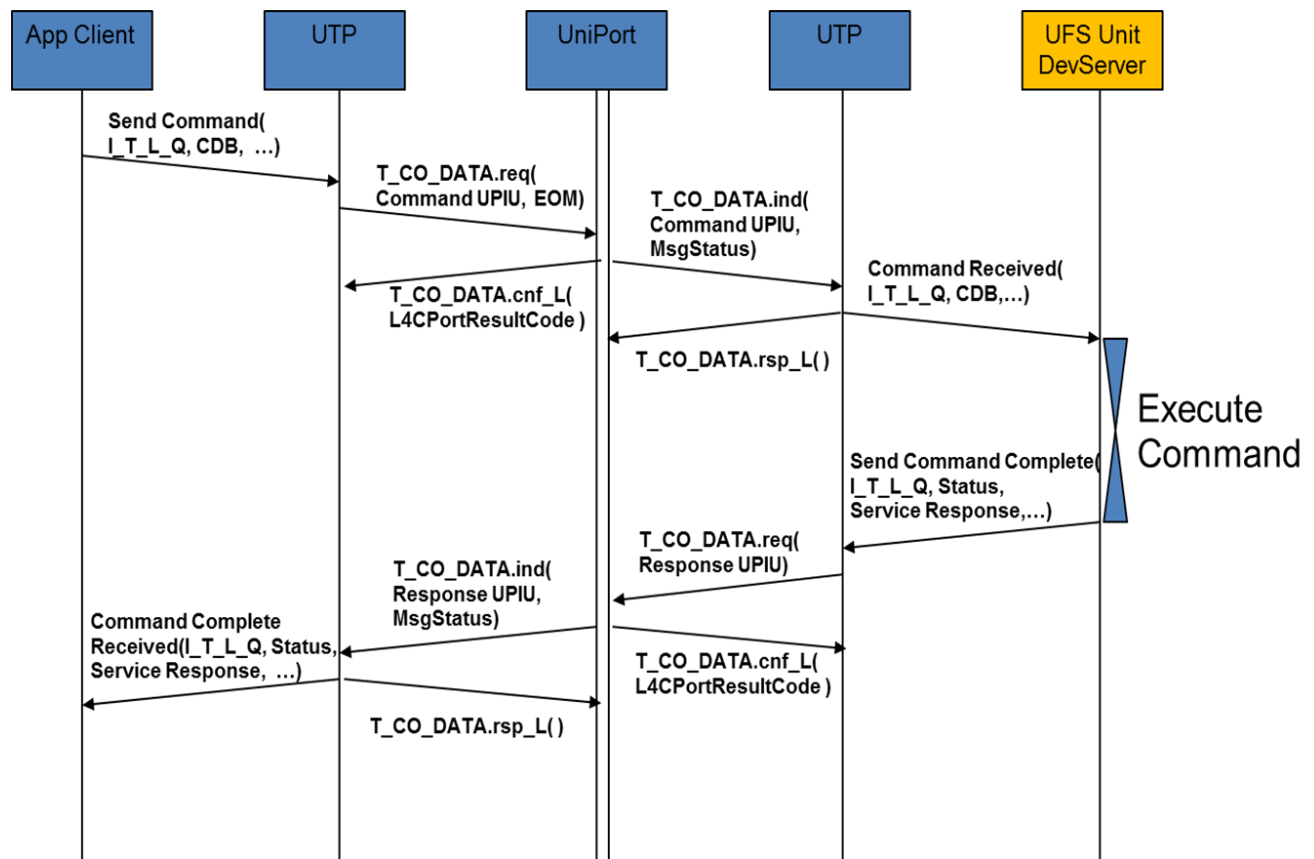 App Client
UTP
UniPort
UTP
UFS Unit
DevServer
Send Command(
I_T_L_Q, CDB, …)
T_CO_DATA.req(
Command UPIU, EOM)
T_CO_DATA.ind(
Command UPIU,
MsgStatus)
T_CO_DATA.cnf_L(
L4CPortResultCode )
Command Received(
I_T_L_Q, CDB,…)
T_CO_DATA.rsp_L( )
Execute
Command
Send Command Complete(
I_T_L_Q, Status,
Service Response,…)
T_CO_DATA.req(
Response UPIU)
T_CO_DATA.ind(
Response UPIU,
MsgStatus)
Command Complete
Received(I_T_L_Q, Status,
Service Response, …)
T_CO_DATA.cnf_L(
L4CPortResultCode )
T_CO_DATA.rsp_L( )